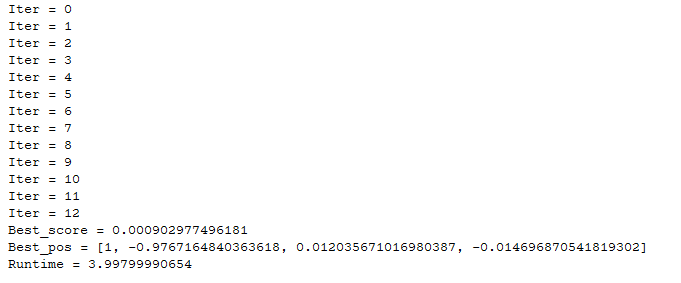 Iter = 0
Iter = 1
Iter = 2
Iter = 3
Iter = 4
Iter = 5
Iter = 6
Iter = 7
Iter = 8
Iter = 9
Iter = 10
Iter = 11
Iter = 12
Best_score = 0.000902977496181
Best_pos = [1, -0.9767164840363618, 0.012035671016980387, -0.014696870541819302]
Runtime = 3.99799990654